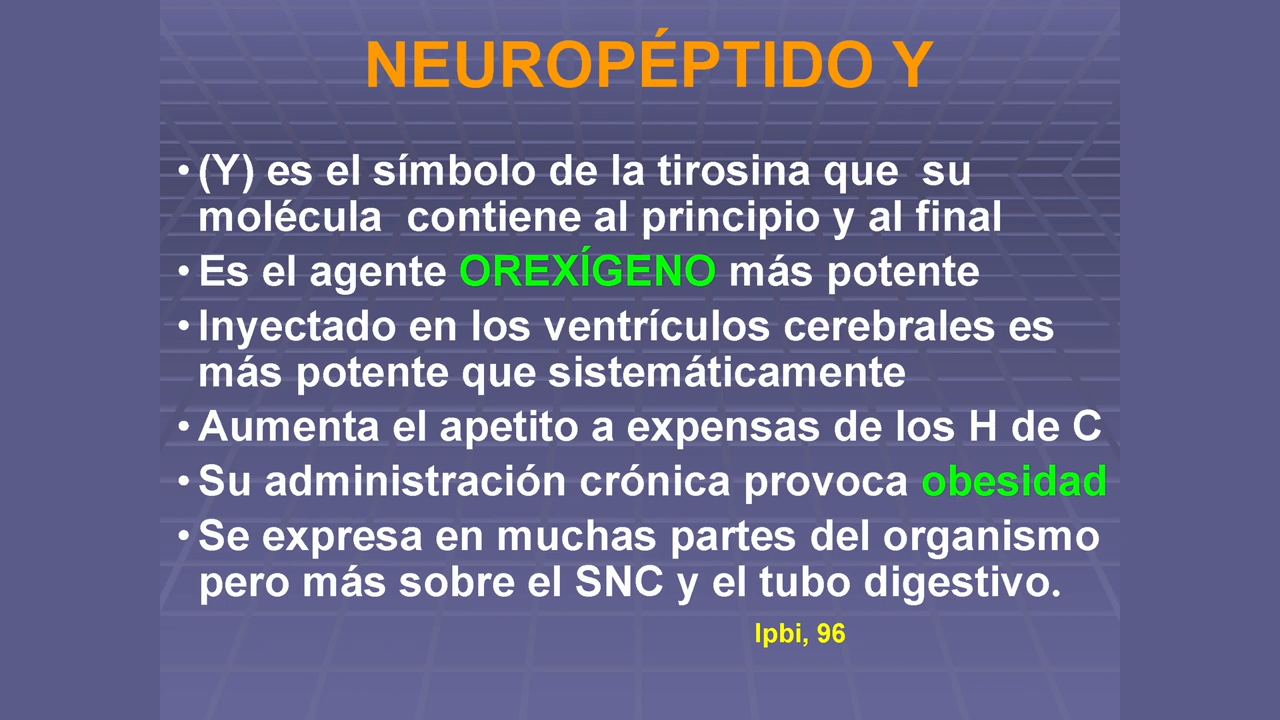 NEUROPÉPTIDO Y
• (Y) es el símbolo de la tirosina que su
molécula contiene al principio y al final
• Es el agente OREXÍGENO más potente
• Inyectado en los ventrículos cerebrales es
más potente que sistemáticamente
• Aumenta el apetito a expensas de los H de C
• Su administración crónica provoca obesidad
• Se expresa en muchas partes del organismo
pero más sobre el SNC y el tubo digestivo.
Ipbi, 96